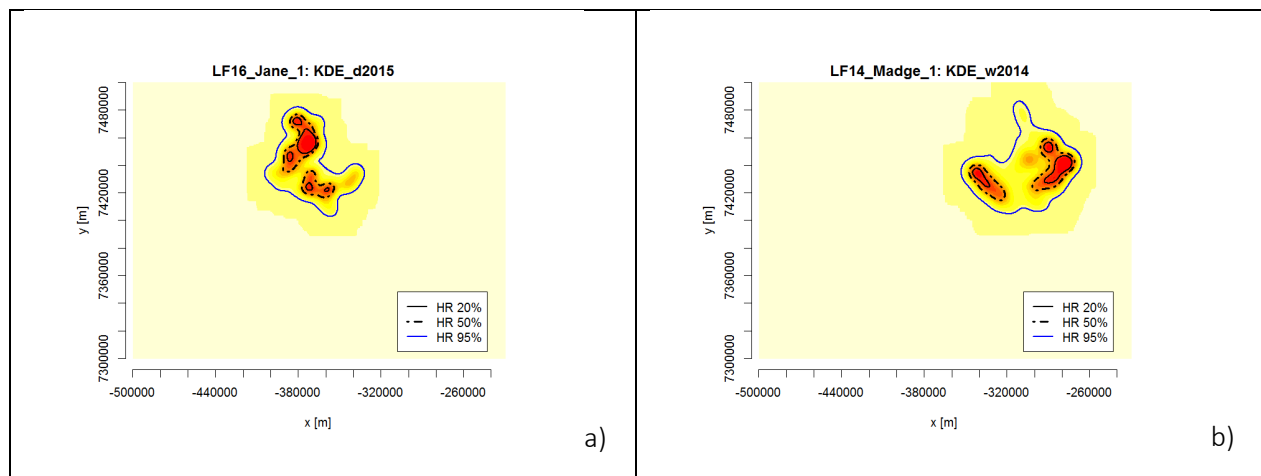 LF16_Jane_1: KDE_d2015
y [m]
7480000
7420000
7360000
7300000
HR 20%
HR 50%
HR 95%
-500000 -440000 -380000 -320000 -260000
x [m]
a)
LF14_Madge_1: KDE_w2014
y [m]
7480000
7420000
7360000
7300000
HR 20%
HR 50%
HR 95%
-500000 -440000 -380000 -320000 -260000
x [m]
b)